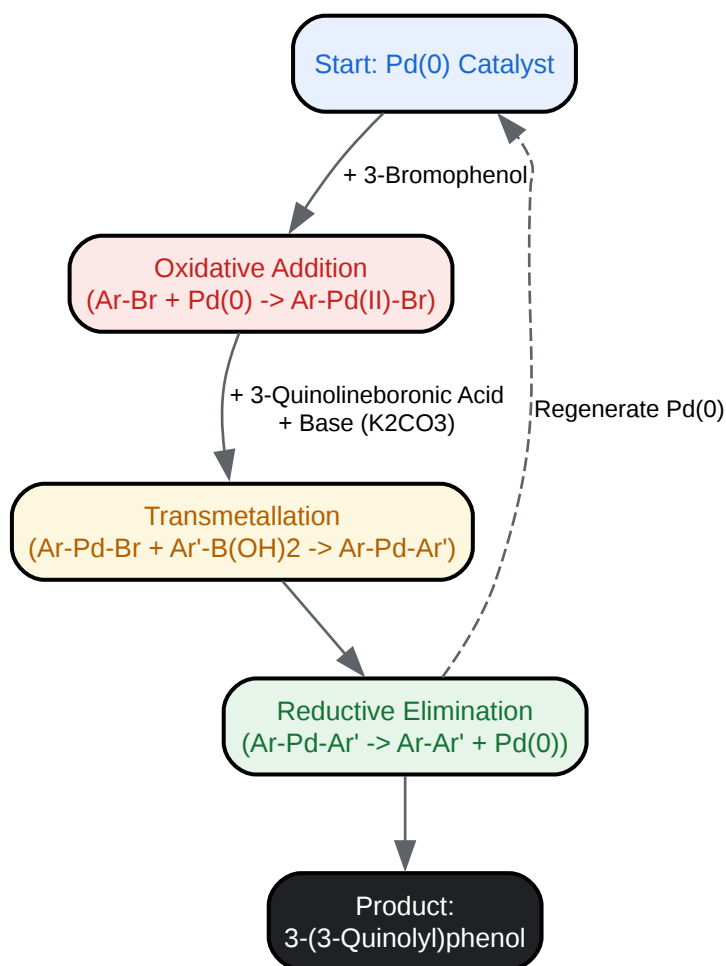 Start: Pd(0) Catalyst
+ 3-Bromophenol
Oxidative Addition
(Ar-Br + Pd(0) -> Ar-Pd(II)-Br)
+ 3-Quinolineboronic Acid
+ Base (K2CO3)
Regenerate Pd(0)
Transmetallation
(Ar-Pd-Br + Ar'-B(OH)2 -> Ar-Pd-Ar')
Reductive Elimination
(Ar-Pd-Ar' -> Ar-Ar' + Pd(0))
Product:
3-(3-Quinolyl)phenol